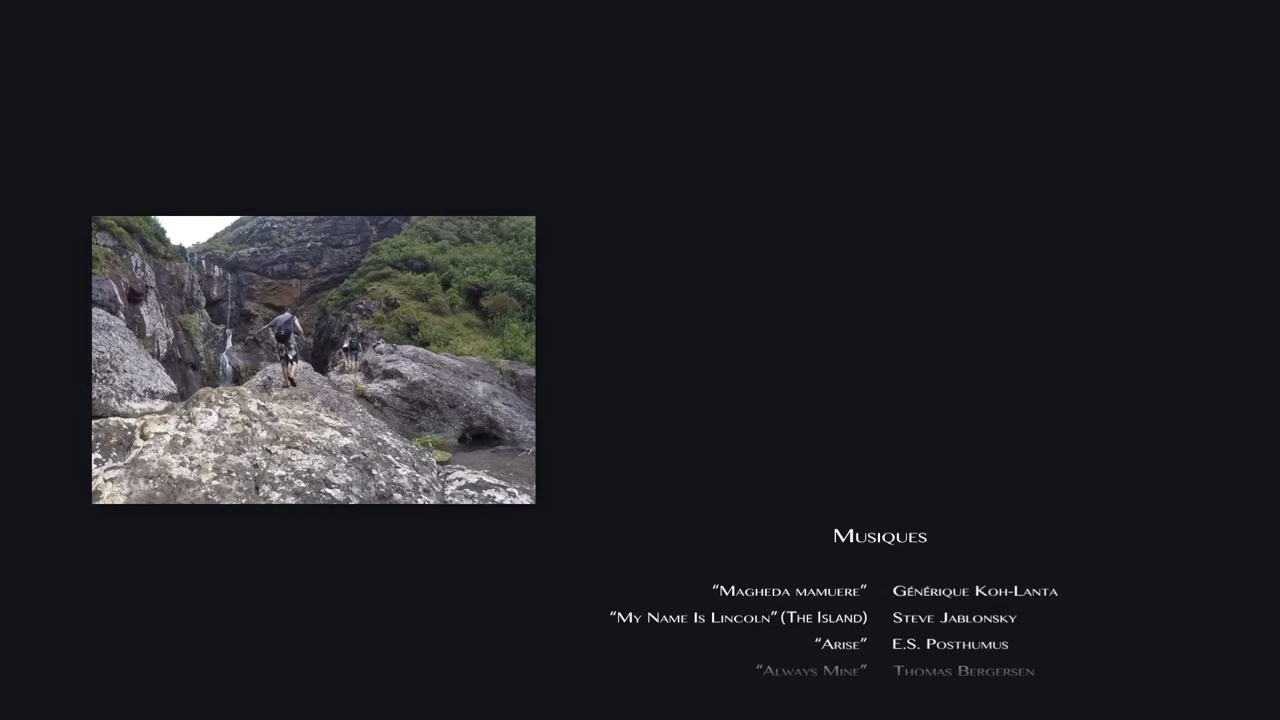 Musiques
“Magheda mamuere” Générique Koh-Lanta
“My Name Is Lincoln” (The Island) Steve Jablonsky
“Arise” E.S. Posthumus
“Always Mine” Thomas Bergersen